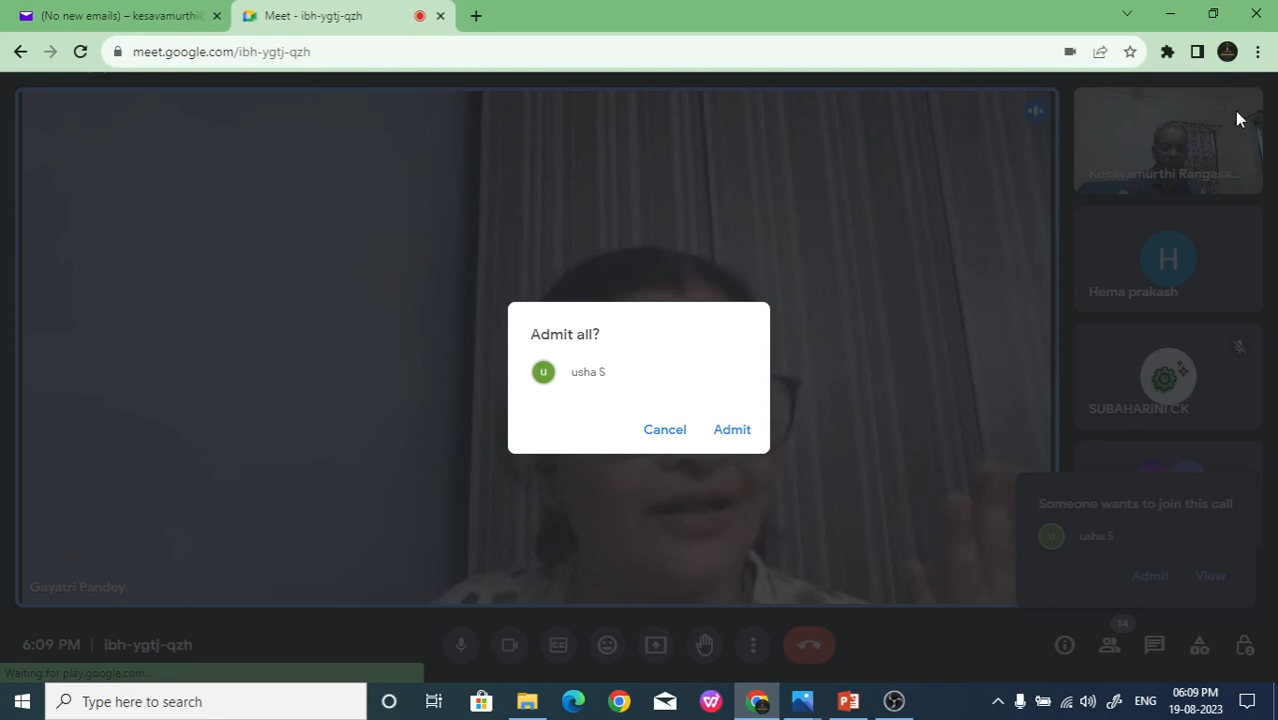 (No new emails) – kesavamurthi
Meet - ibh-ygtj-qzh
meet.google.com/ibh-ygtj-qzh
Kesavamurthi Rangasa...
H
Hema prakash
Admit all?
u usha S
Cancel Admit
SUBAHARINI CK
Someone wants to join this call
u usha S
Admit View
Gayatri Pandey
14
6:09 PM | ibh-ygtj-qzh
Waiting for play.google.com...
Type here to search
ENG
06:09 PM
19-08-2023